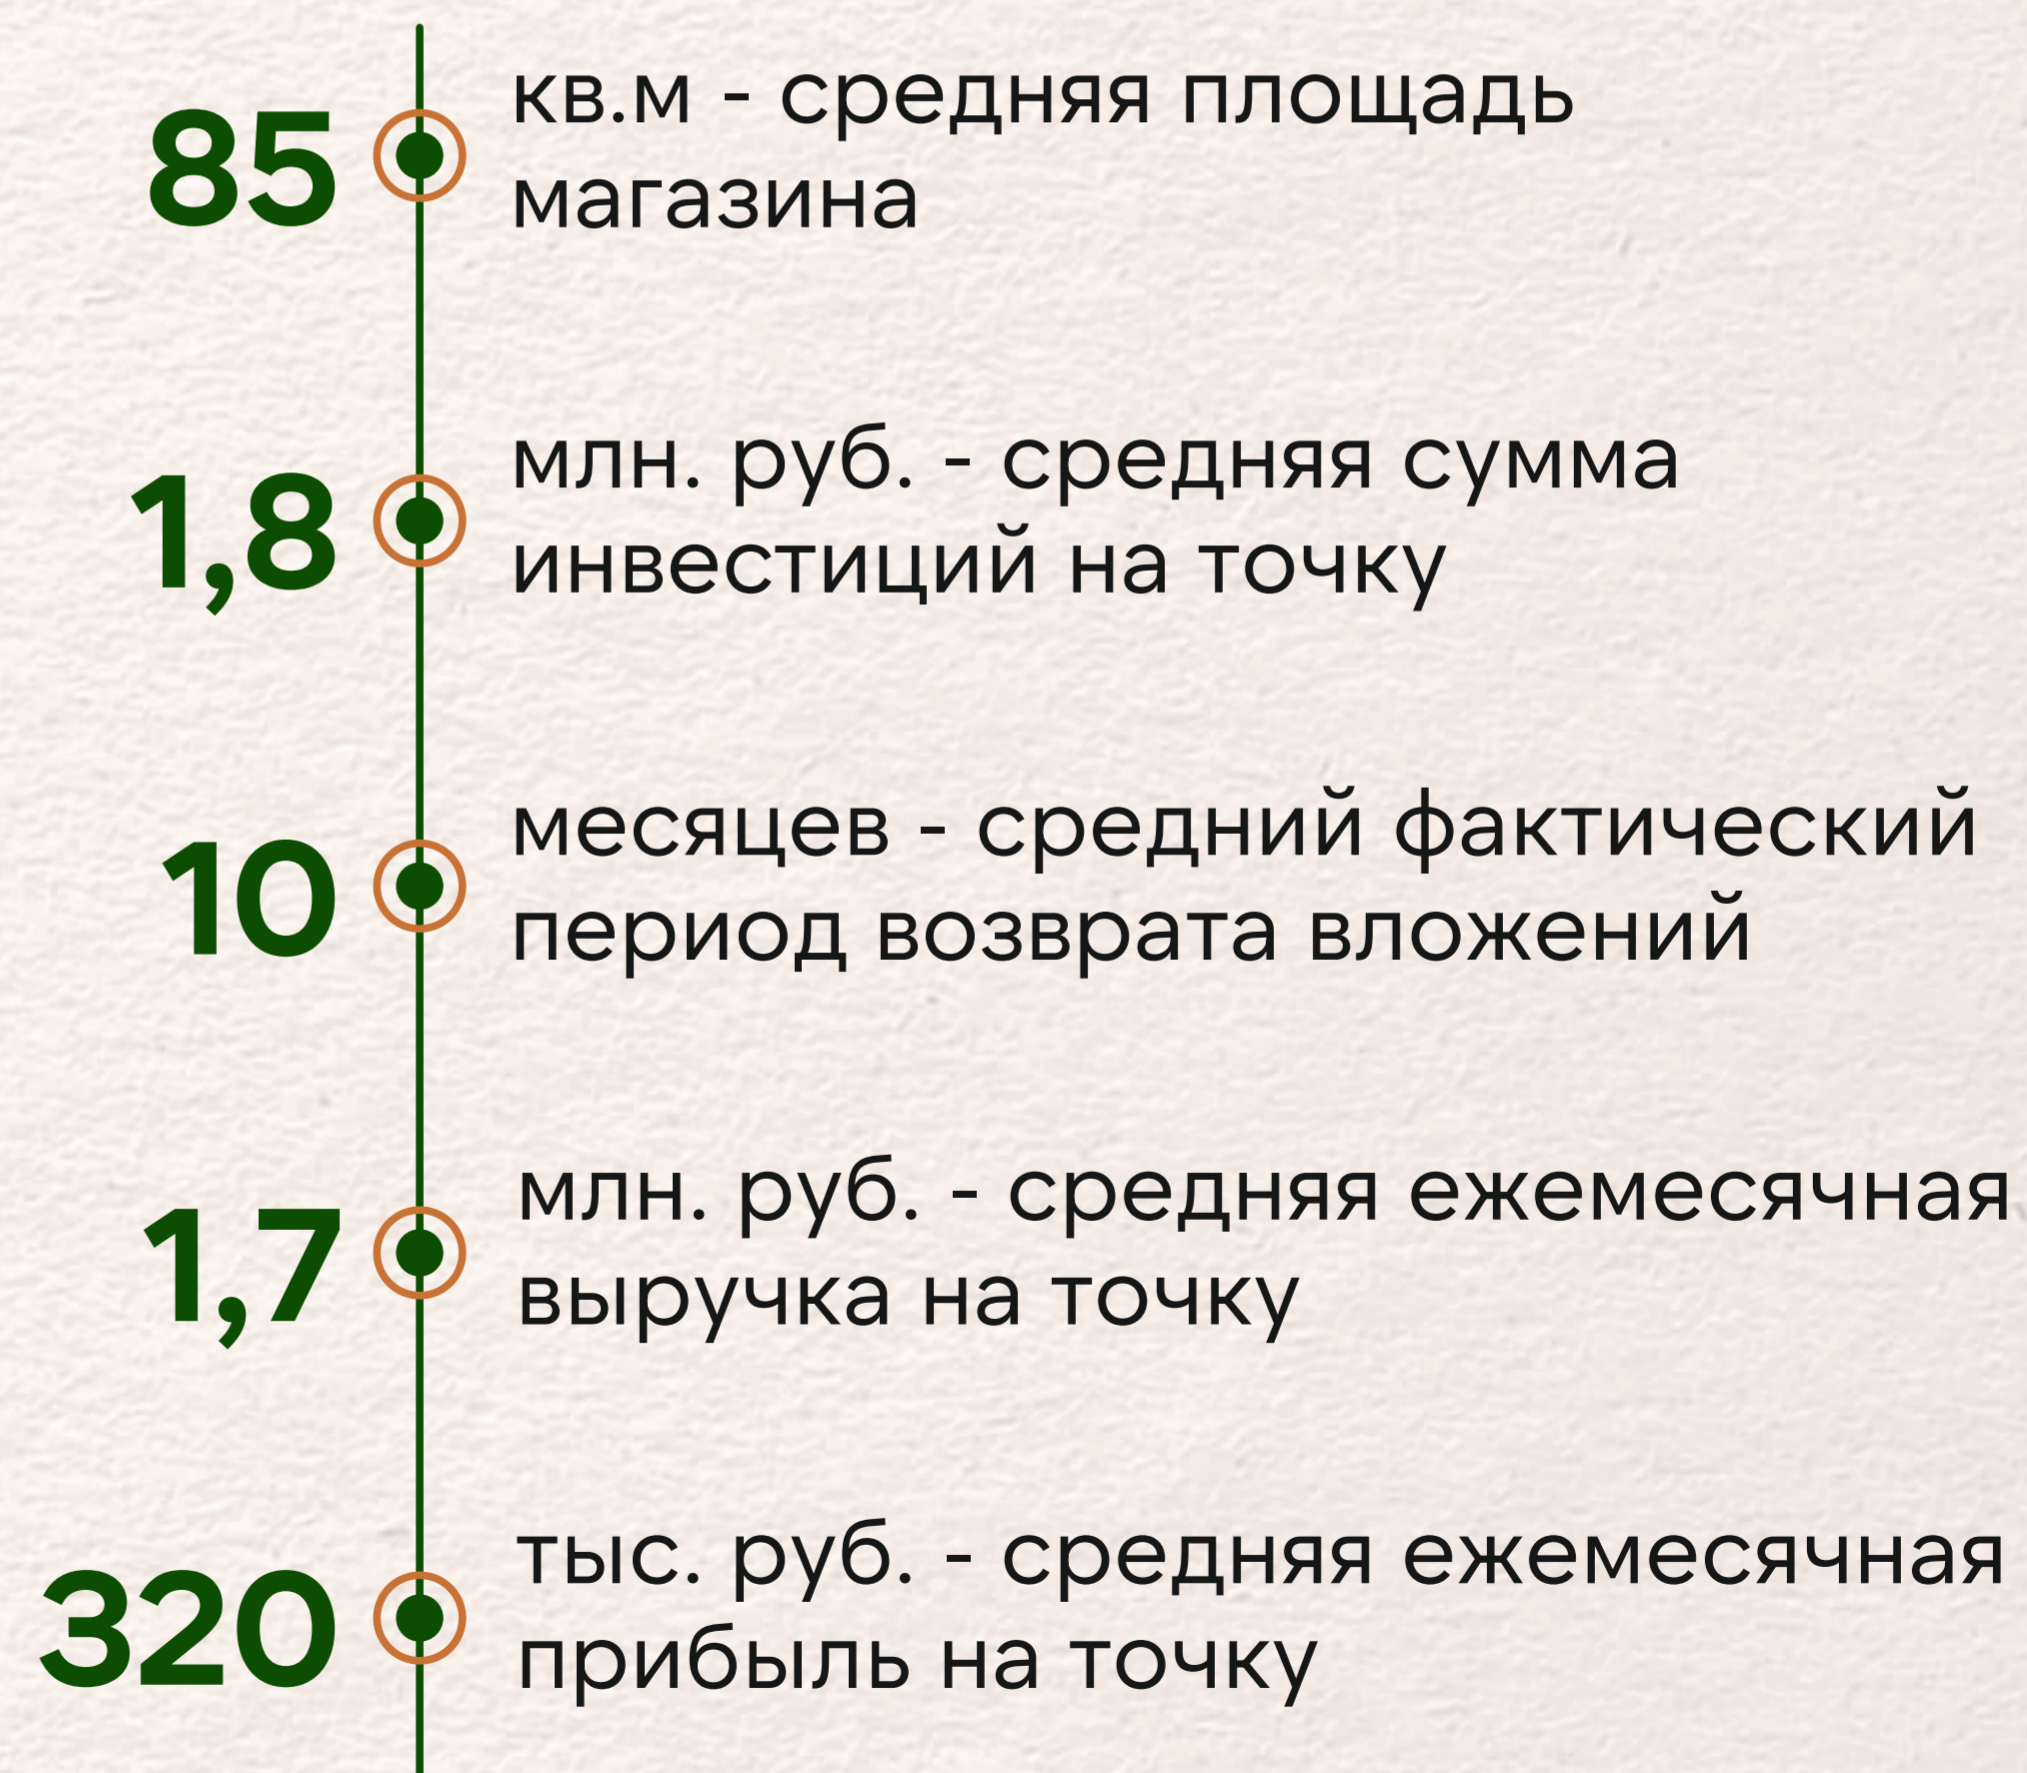 85
кв.м - средняя площадь
магазина
1,8
млн. руб. - средняя сумма
инвестиций на точку
10
месяцев - средний фактический
период возврата вложений
1,7
млн. руб. - средняя ежемесячная
выручка на точку
320
тыс. руб. - средняя ежемесячная
прибыль на точку